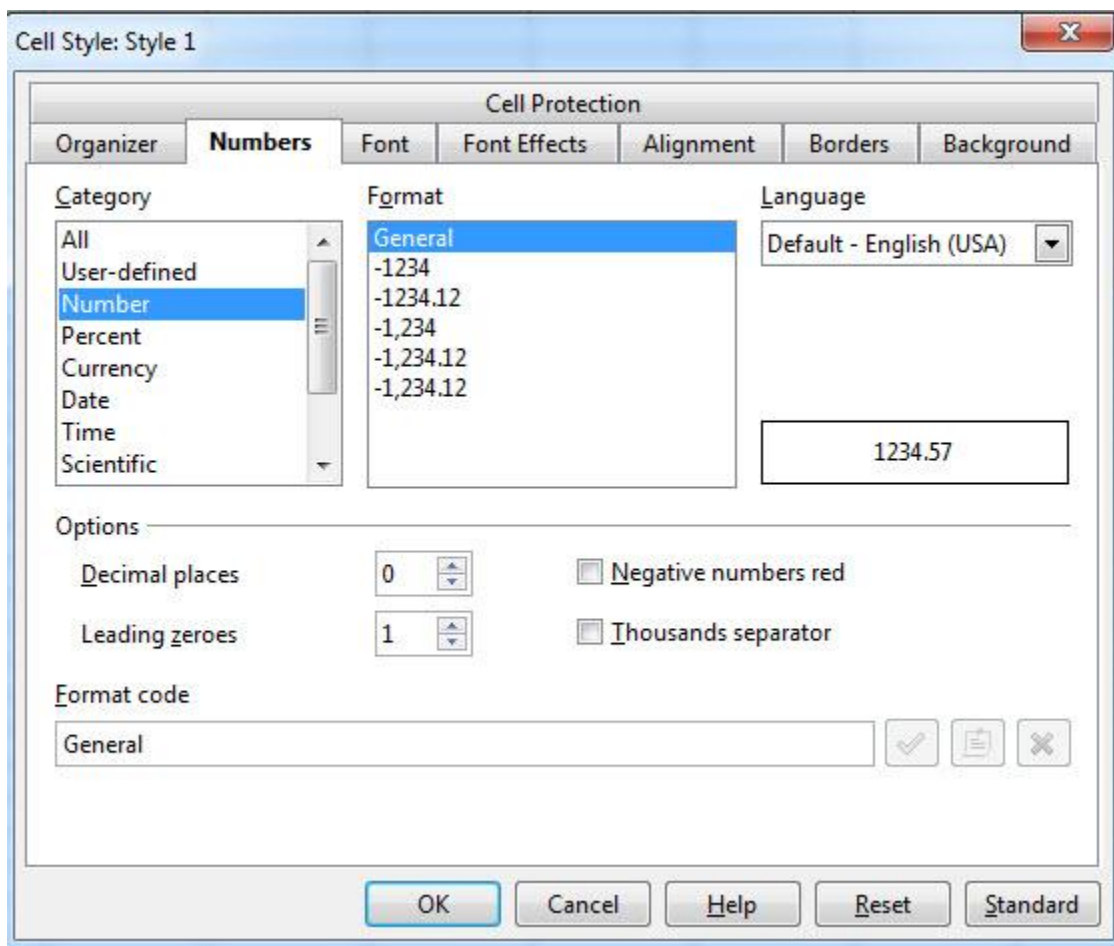 Cell Style: Style 1
Cell Protection
Organizer Numbers Font Font Effects Alignment Borders Background
Category Format Language
All General Default - English (USA)
User-defined -1234
Number -1234.12
Percent -1,234
Currency -1,234.12
Date -1,234.12
Time
Scientific 1234.57
Options
Decimal places 0 Negative numbers red
Leading zeroes 1 Thousands separator
Format code
General
OK Cancel Help Reset Standard